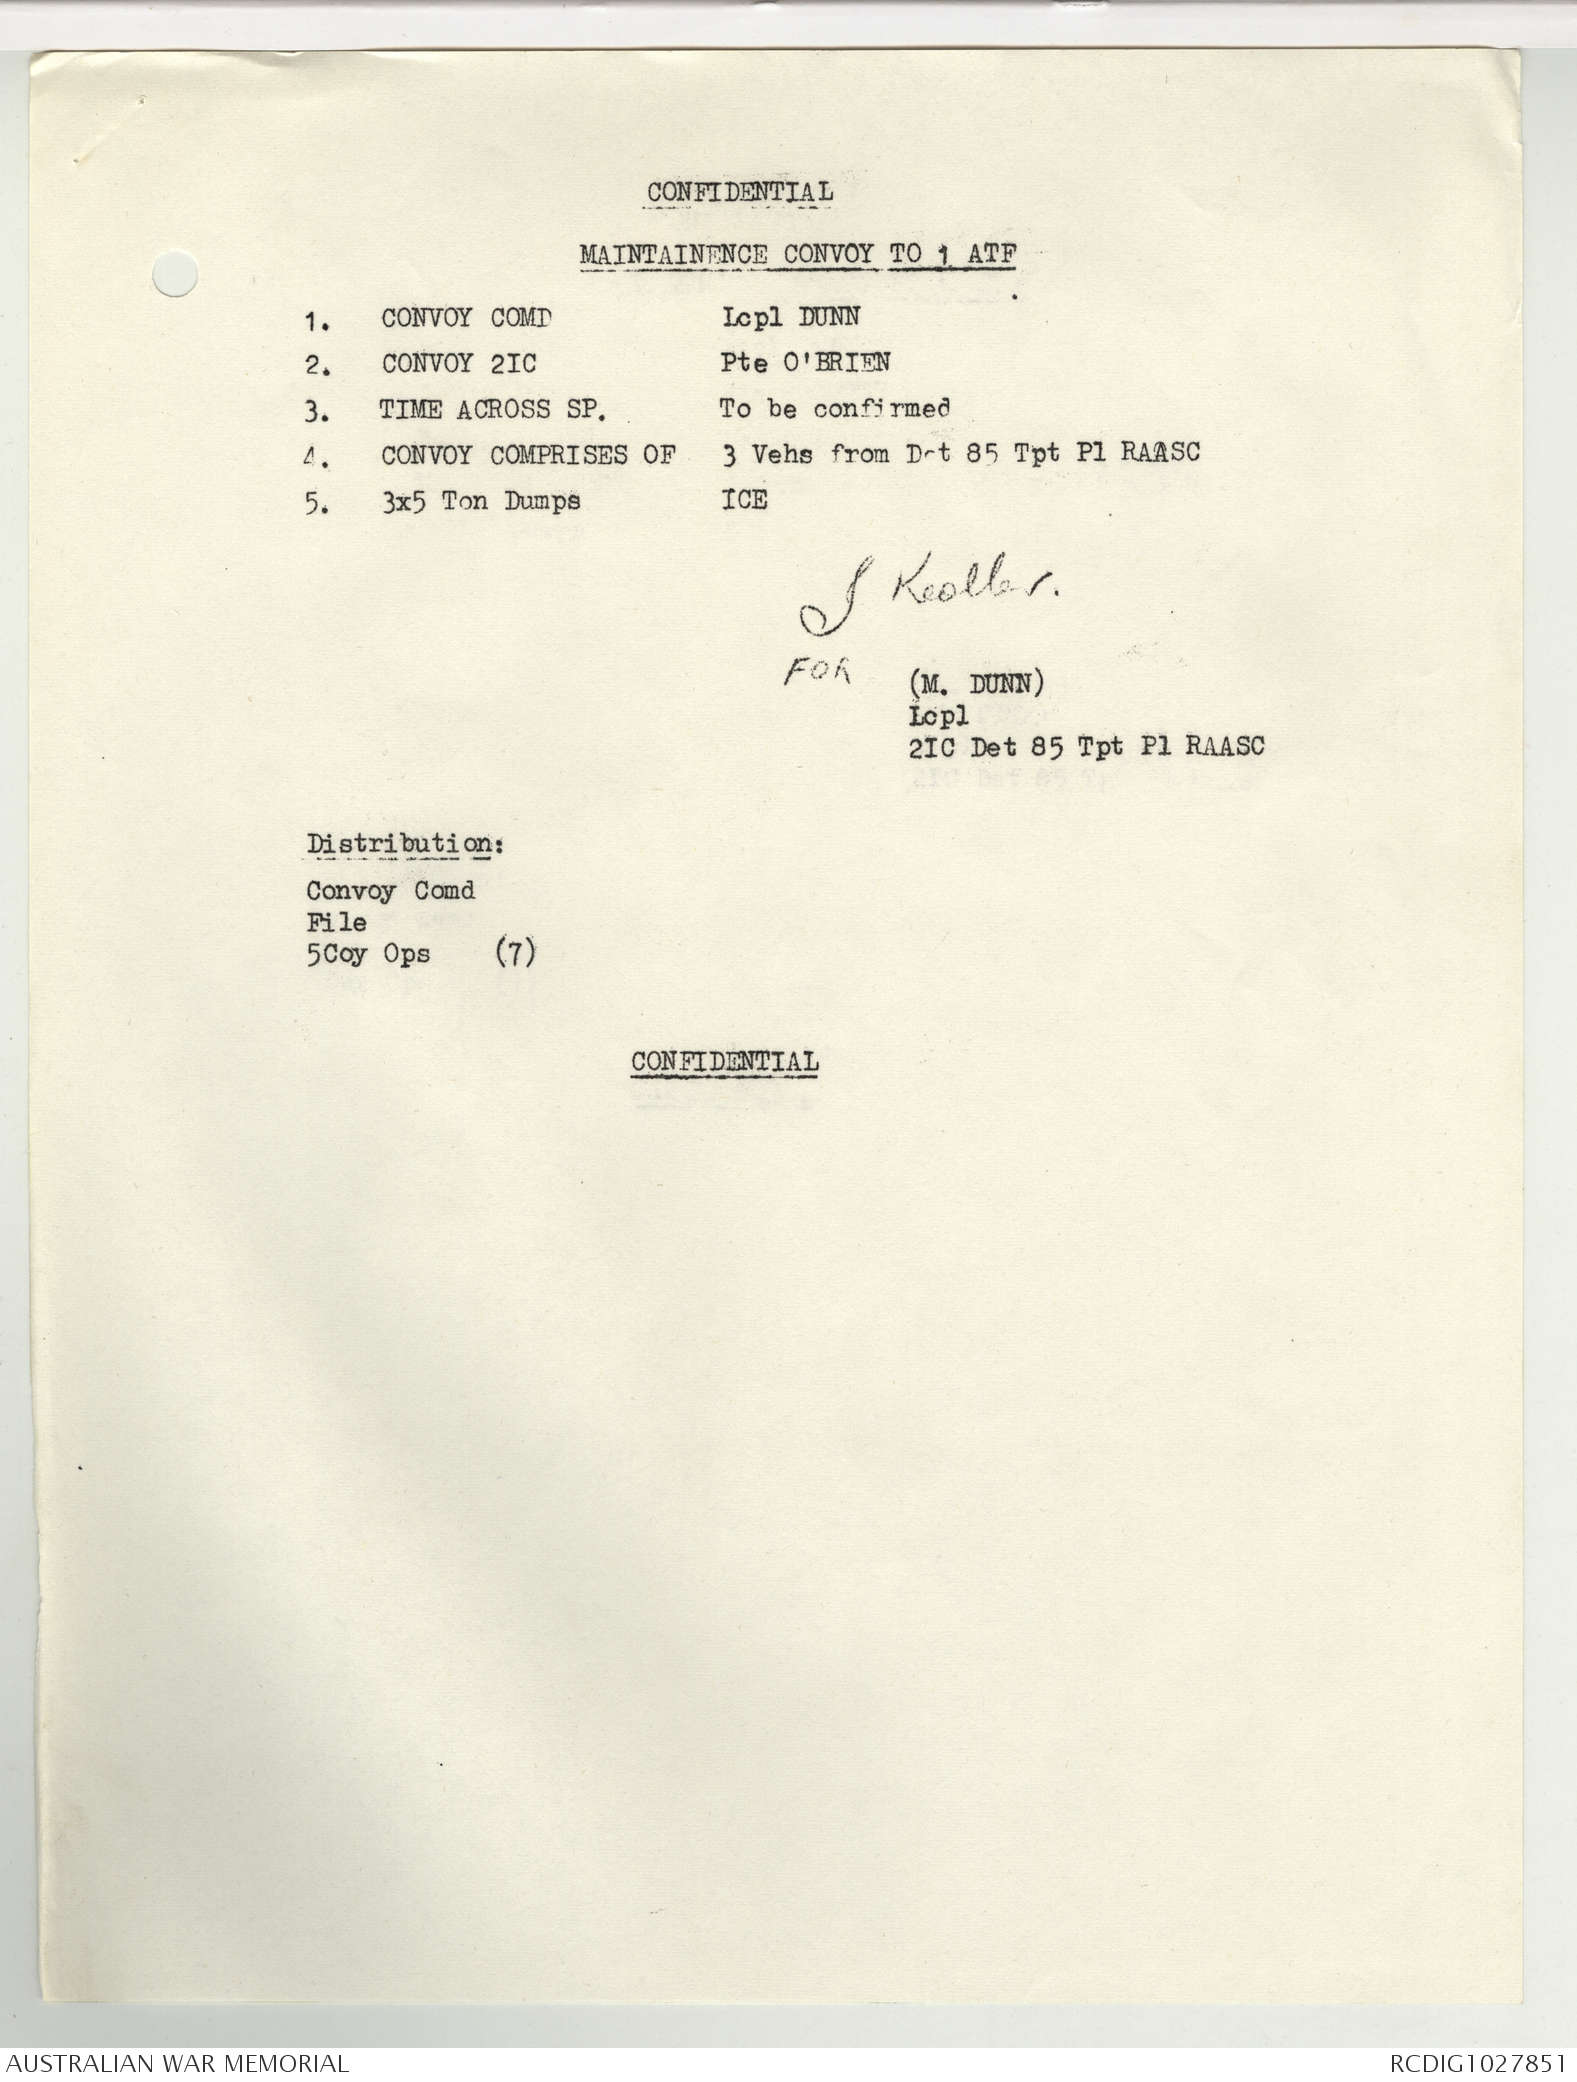 CONFIDENTIAL
MAINTAINENCE CONVOY TO 1 ATF
1. CONVOY COMD Lcpl DUNN
2. CONVOY 2IC Pte O'BRIEN
3. TIME ACROSS SP. To be confirmed
4. CONVOY COMPRISES OF 3 Vehs from Det 85 Tpt Pl RAASC
5. 3x5 Ton Dumps ICE
FOR (M. DUNN)
Lcpl
2IC Det 85 Tpt Pl RAASC
Distribution:
Convoy Comd
File
5Coy Ops (7)
CONFIDENTIAL
AUSTRALIAN WAR MEMORIAL RCDIG1027851